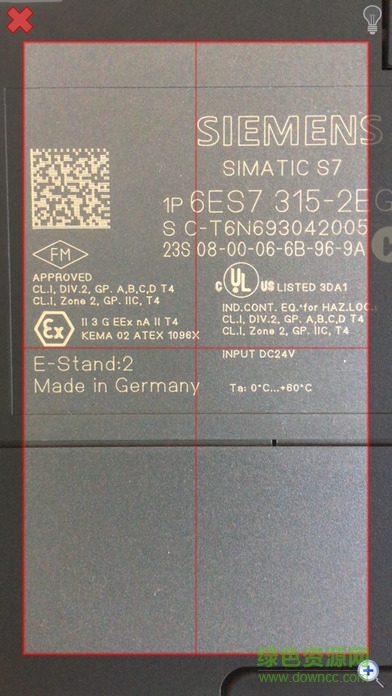 SIEMENS
SIMATIC S7
1P 6ES7 315-2EG
S C-T6N693042005
23S 08-00-06-6B-96-9A
FM
APPROVED
CL.I, DIV.2, GP. A,B,C,D T4
CL.I, Zone 2, GP. IIC, T4
C UL US LISTED 3DA1
IND.CONT. EQ. for HAZ.LOC.
CL.I, DIV.2, GP. A,B,C,D T4
CL.I, Zone 2, GP. IIC, T4
Ex II 3 G EEx nA II T4
KEMA 02 ATEX 1096X
INPUT DC24V
E-Stand:2
Made in Germany
Ta: 0°C...+60°C
绿色资源网
www.downcc.com